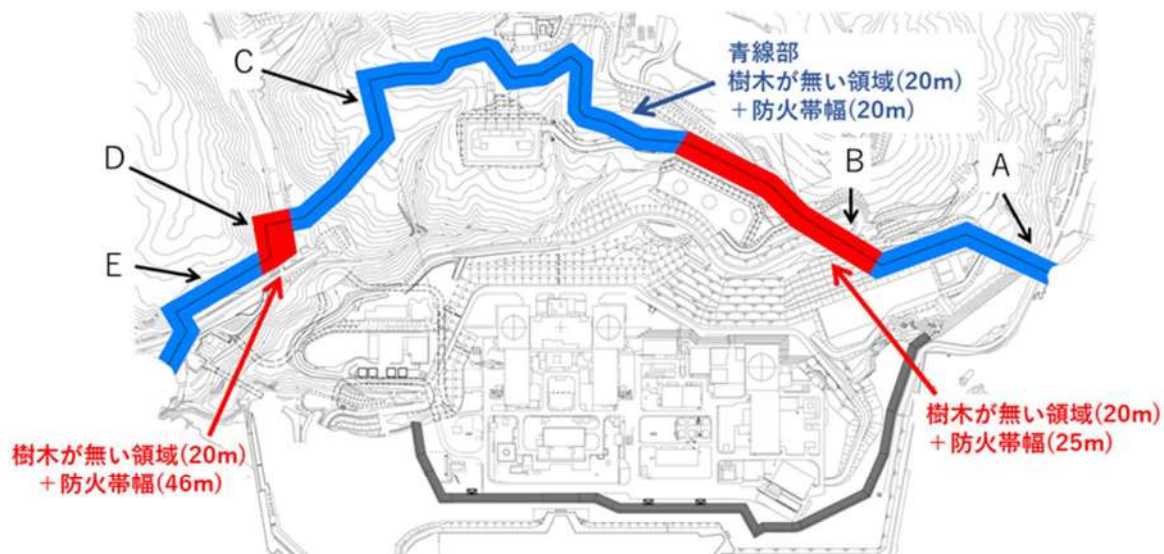 C
青線部
樹木が無い領域(20m)
＋防火帯幅(20m)
D
B
A
E
樹木が無い領域(20m)
＋防火帯幅(46m)
樹木が無い領域(20m)
＋防火帯幅(25m)